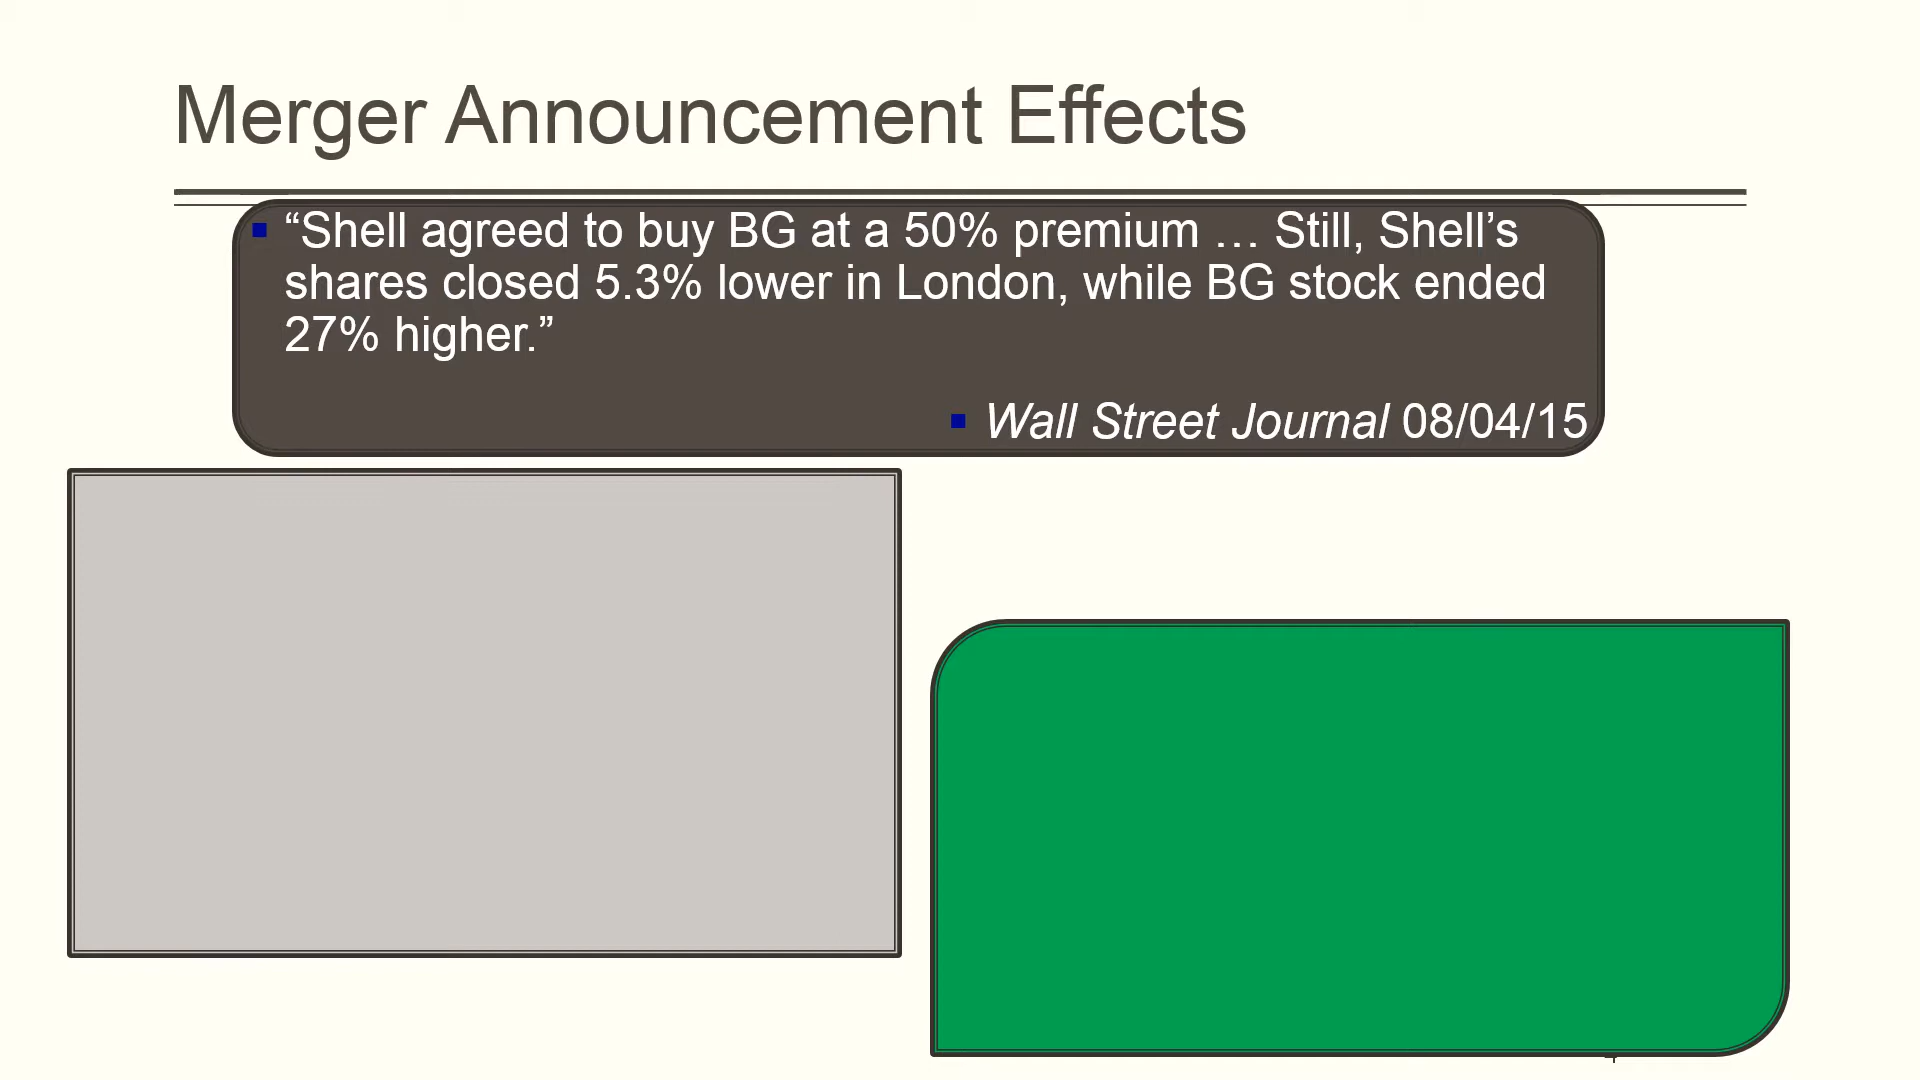 Merger Announcement Effects
“Shell agreed to buy BG at a 50% premium … Still, Shell’s
shares closed 5.3% lower in London, while BG stock ended
27% higher.”
Wall Street Journal 08/04/15